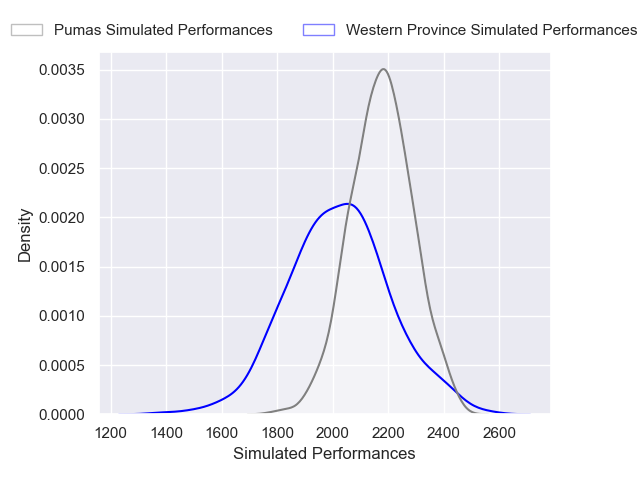 Pumas Simulated Performances
Western Province Simulated Performances
0.0035
0.0030
0.0025
0.0020
0.0015
0.0010
0.0005
0.0000
Density
1200 1400 1600 1800 2000 2200 2400 2600
Simulated Performances